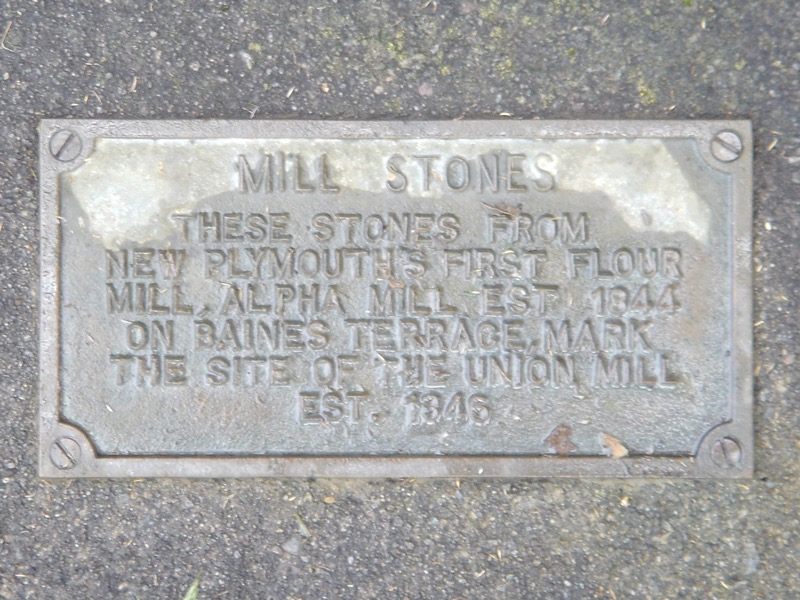 MILL STONES
THESE STONES FROM
NEW PLYMOUTH'S FIRST FLOUR
MILL, ALPHA MILL EST 1844
ON BAINES TERRACE, MARK
THE SITE OF THE UNION MILL
EST. 1846